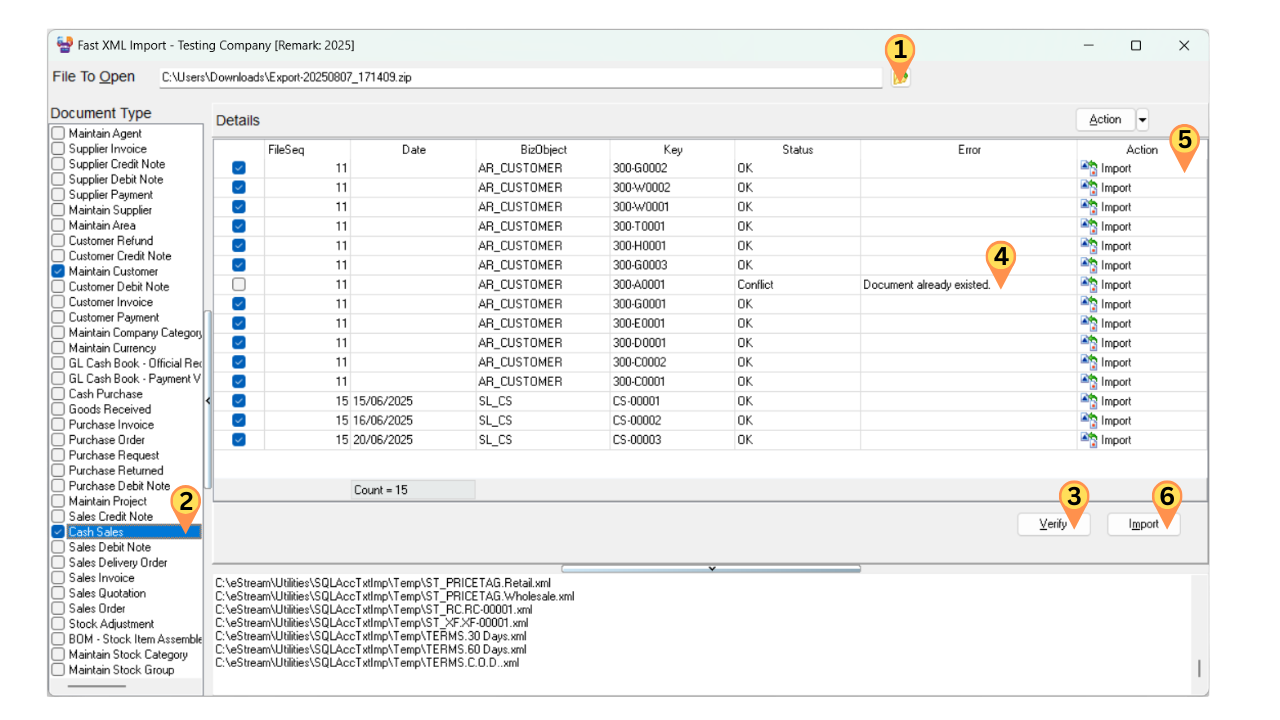 Fast XML Import - Testing Company [Remark: 2025]
1
File To Open C:\Users\Downloads\Export-20250807_171409.zip
Document Type
Maintain Agent
Supplier Invoice
Supplier Credit Note
Supplier Debit Note
Supplier Payment
Maintain Supplier
Maintain Area
Customer Refund
Customer Credit Note
Maintain Customer
Customer Debit Note
Customer Invoice
Customer Payment
Maintain Company Category
Maintain Currency
GL Cash Book - Official Rec
GL Cash Book - Payment V
Cash Purchase
Goods Received
Purchase Invoice
Purchase Order
Purchase Request
Purchase Returned
Purchase Debit Note
Maintain Project
2
Sales Credit Note
Cash Sales
Sales Debit Note
Sales Delivery Order
Sales Invoice
Sales Quotation
Sales Order
Stock Adjustment
BOM - Stock Item Assemble
Maintain Stock Category
Maintain Stock Group
Details Action
5
FileSeq Date BizObject Key Status Error Action
11 AR_CUSTOMER 300-G0002 OK Import
11 AR_CUSTOMER 300-W0002 OK Import
11 AR_CUSTOMER 300-W0001 OK Import
11 AR_CUSTOMER 300-T0001 OK Import
11 AR_CUSTOMER 300-H0001 OK Import
4
11 AR_CUSTOMER 300-G0003 OK Import
11 AR_CUSTOMER 300-A0001 Conflict Document already existed. Import
11 AR_CUSTOMER 300-G0001 OK Import
11 AR_CUSTOMER 300-E0001 OK Import
11 AR_CUSTOMER 300-D0001 OK Import
11 AR_CUSTOMER 300-C0002 OK Import
11 AR_CUSTOMER 300-C0001 OK Import
15 15/06/2025 SL_CS CS-00001 OK Import
15 16/06/2025 SL_CS CS-00002 OK Import
15 20/06/2025 SL_CS CS-00003 OK Import
Count = 15
3 6
Verify Import
C:\eStream\Utilities\SQLAccTxtImp\Temp\ST_PRICETAG.Retail.xml
C:\eStream\Utilities\SQLAccTxtImp\Temp\ST_PRICETAG.Wholesale.xml
C:\eStream\Utilities\SQLAccTxtImp\Temp\ST_RC.RC-00001.xml
C:\eStream\Utilities\SQLAccTxtImp\Temp\ST_XF.XF-00001.xml
C:\eStream\Utilities\SQLAccTxtImp\Temp\TERMS.30 Days.xml
C:\eStream\Utilities\SQLAccTxtImp\Temp\TERMS.60 Days.xml
C:\eStream\Utilities\SQLAccTxtImp\Temp\TERMS.C.O.D..xml